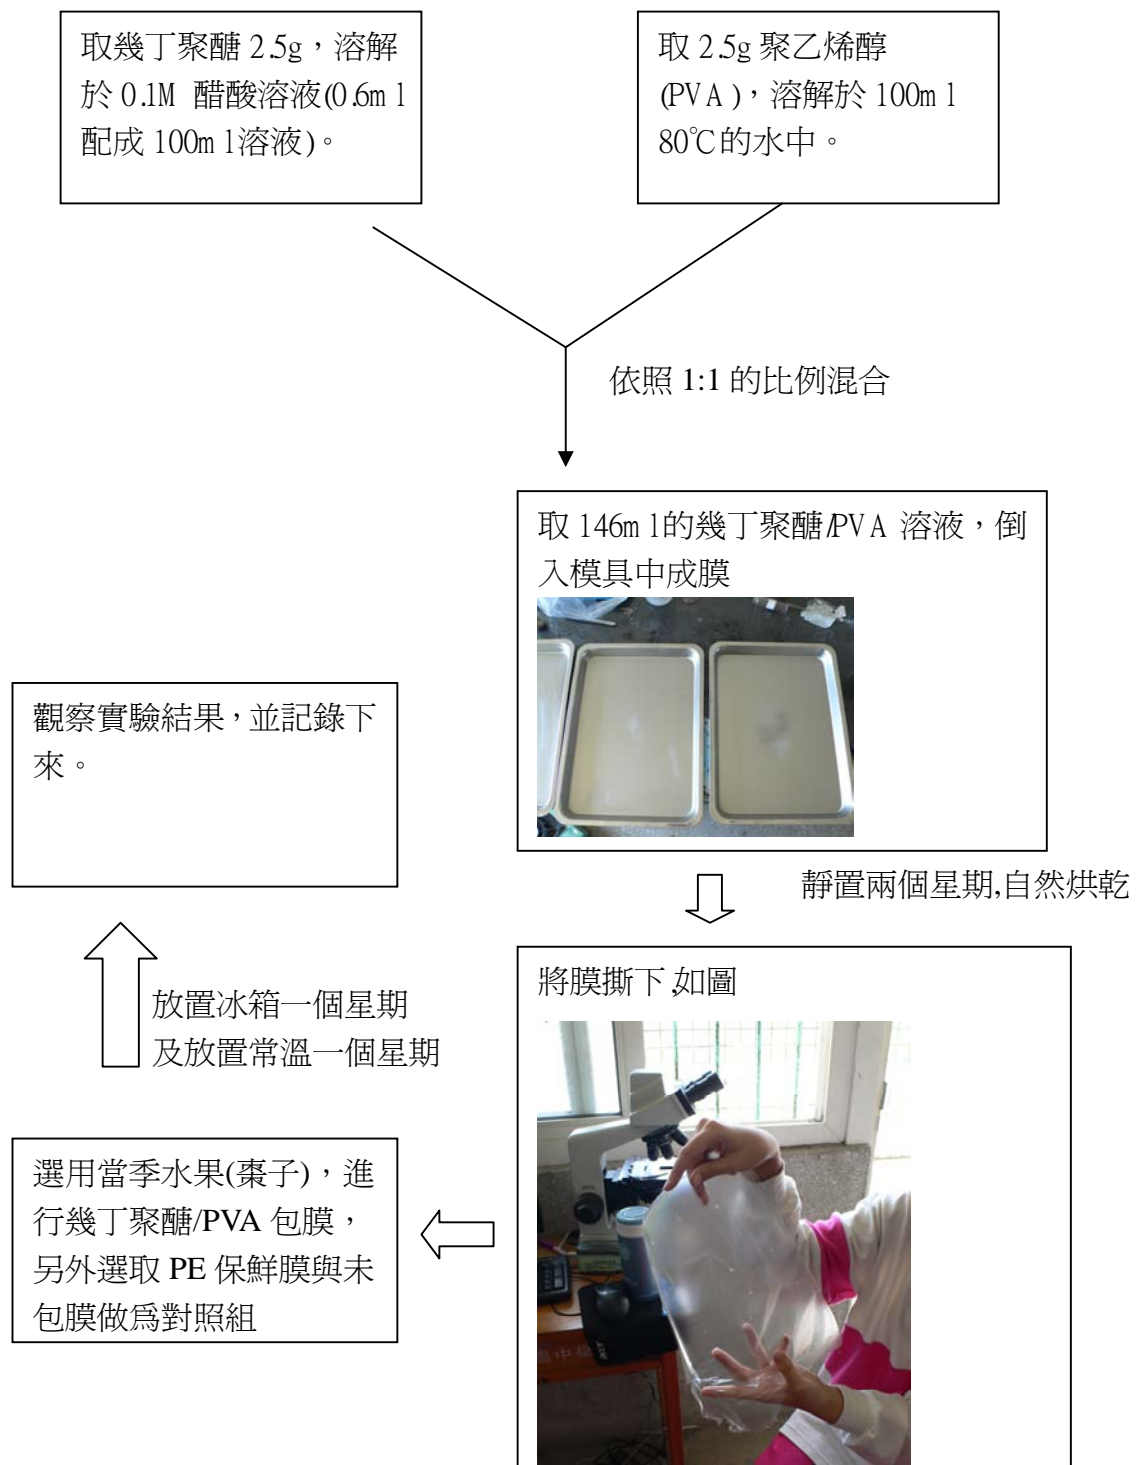 取幾丁聚醣 2.5g，溶解
於 0.1M 醋酸溶液(0.6ml
配成 100ml溶液)。
取 2.5g 聚乙烯醇
(PVA)，溶解於 100ml
80℃的水中。
依照 1:1 的比例混合
取 146ml的幾丁聚醣/PVA 溶液，倒
入模具中成膜
靜置兩個星期,自然烘乾
將膜撕下,如圖
選用當季水果(棗子)，進
行幾丁聚醣/PVA 包膜，
另外選取 PE 保鮮膜與未
包膜做為對照組
放置冰箱一個星期
及放置常溫一個星期
觀察實驗結果，並記錄下
來。